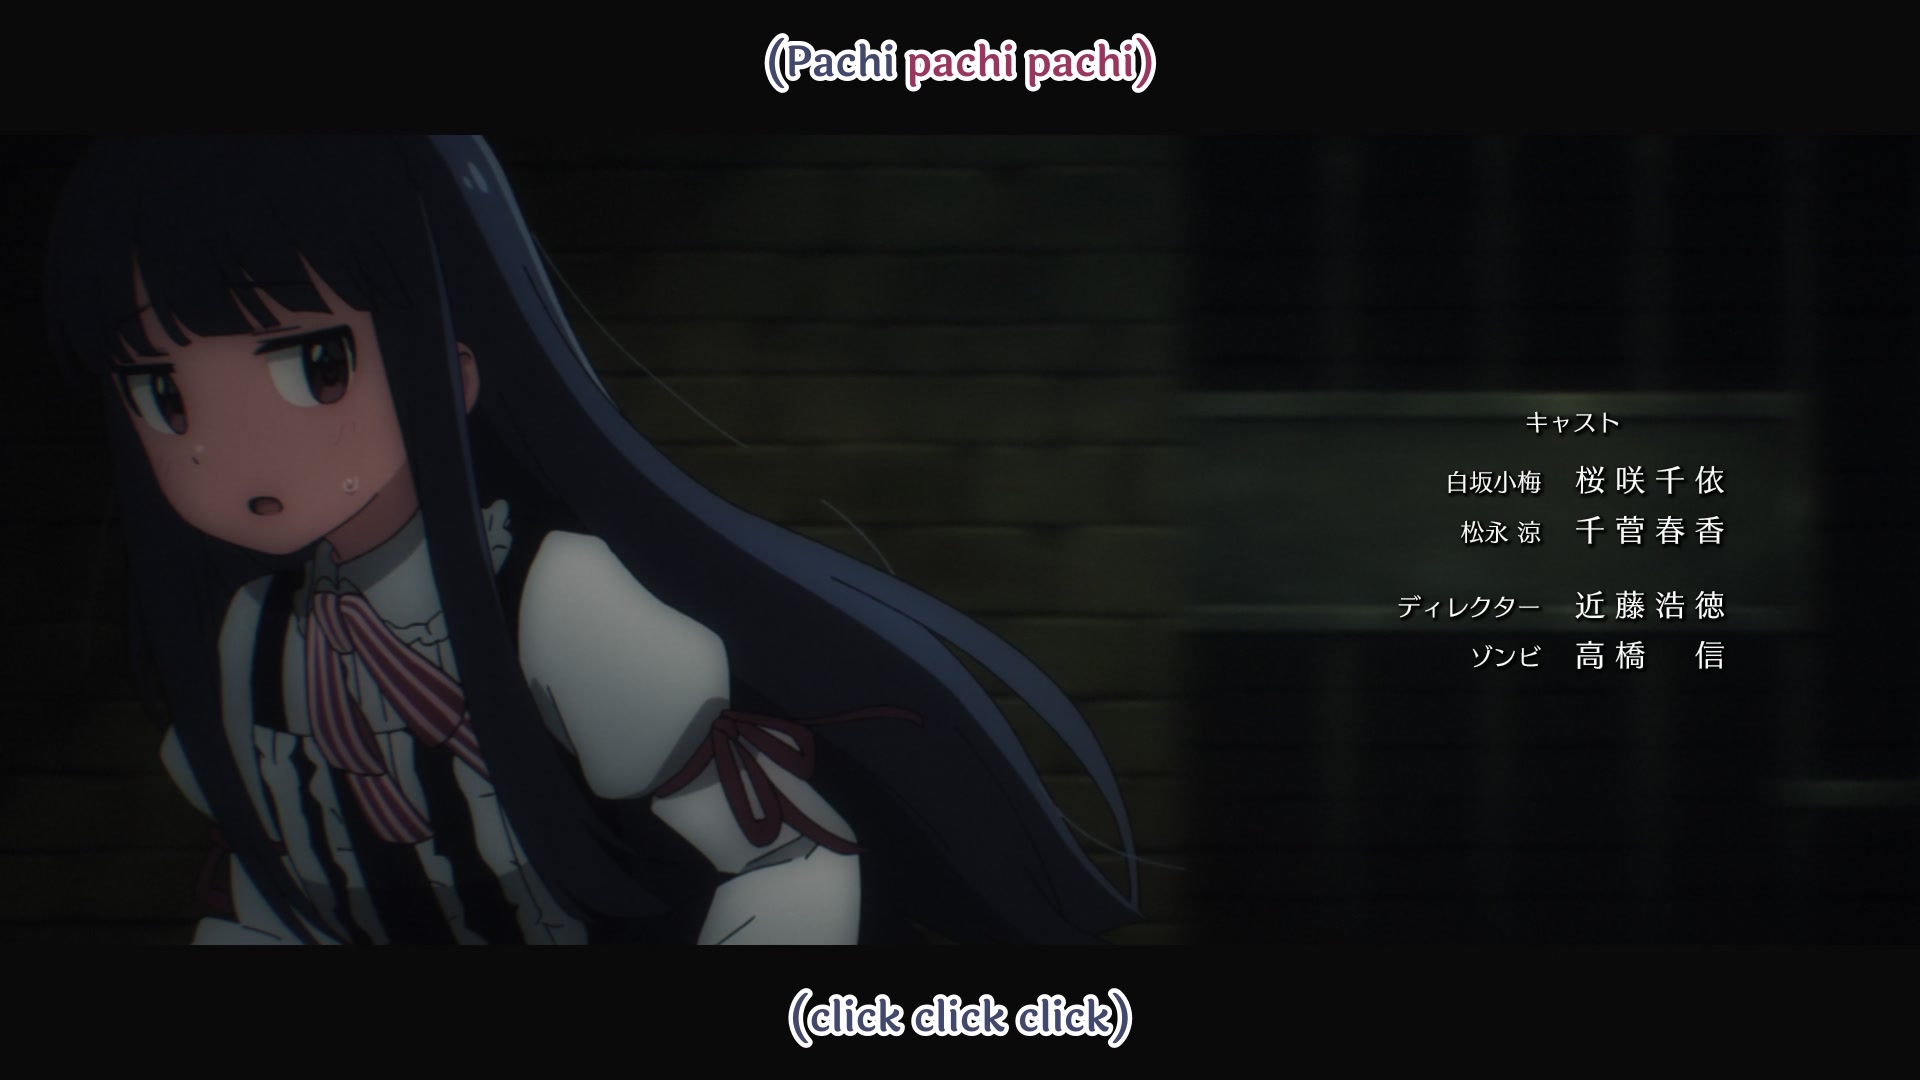 (Pachi pachi pachi)
キャスト
白坂小梅 桜咲千依
松永 涼 千菅春香
ディレクター 近藤浩徳
ゾンビ 高橋 信
(click click click)